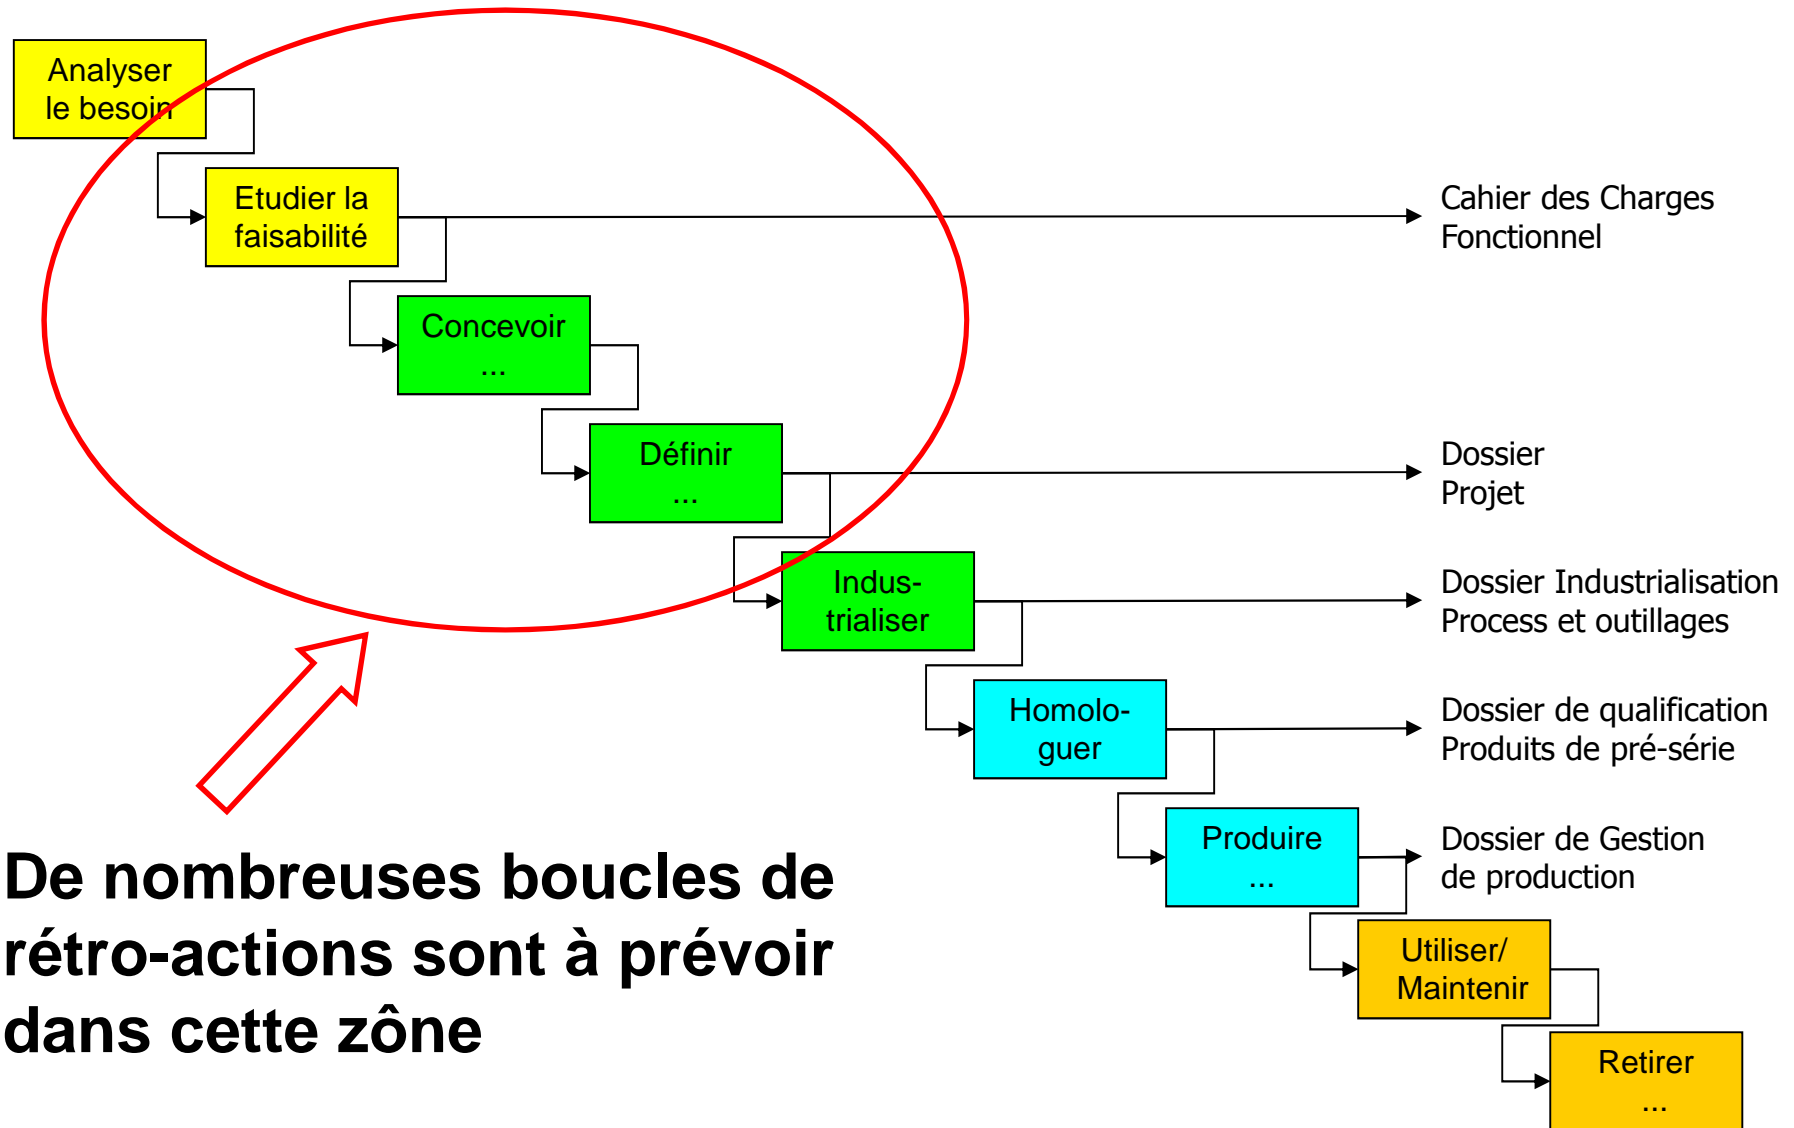 Analyser
le besoin
Etudier la
faisabilité
Cahier des Charges
Fonctionnel
Concevoir
...
Définir
...
Dossier
Projet
Indus-
trialiser
Dossier Industrialisation
Process et outillages
Homolo-
guer
Dossier de qualification
Produits de pré-série
Produire
...
Dossier de Gestion
de production
De nombreuses boucles de
rétro-actions sont à prévoir
dans cette zône
Utiliser/
Maintenir
Retirer
...